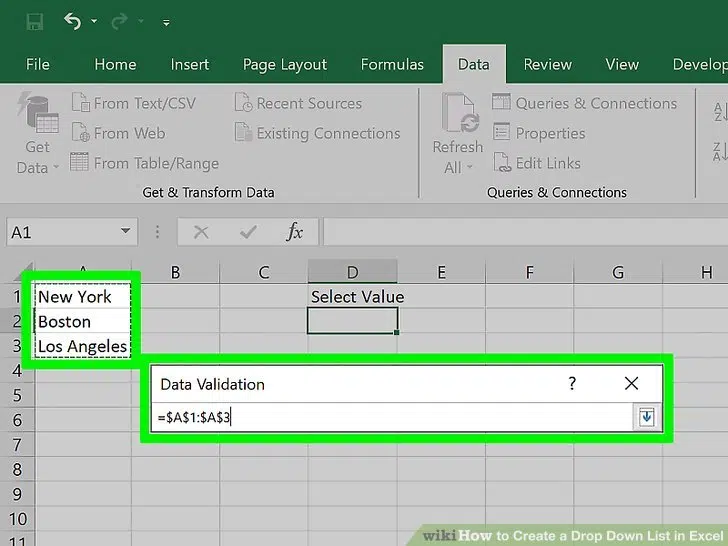 File Home Insert Page Layout Formulas Data Review View Develop
From Text/CSV Recent Sources Queries & Connections
Get Data From Web Existing Connections Refresh All Properties
From Table/Range Edit Links
Get & Transform Data Queries & Connections
A1 fx
A B C D E F G H
1 New York Select Value
2 Boston
3 Los Angeles
4
Data Validation ? ×
5
=$A$1:$A$3
6
7
8
9
10
11
wikiHow to Create a Drop Down List in Excel